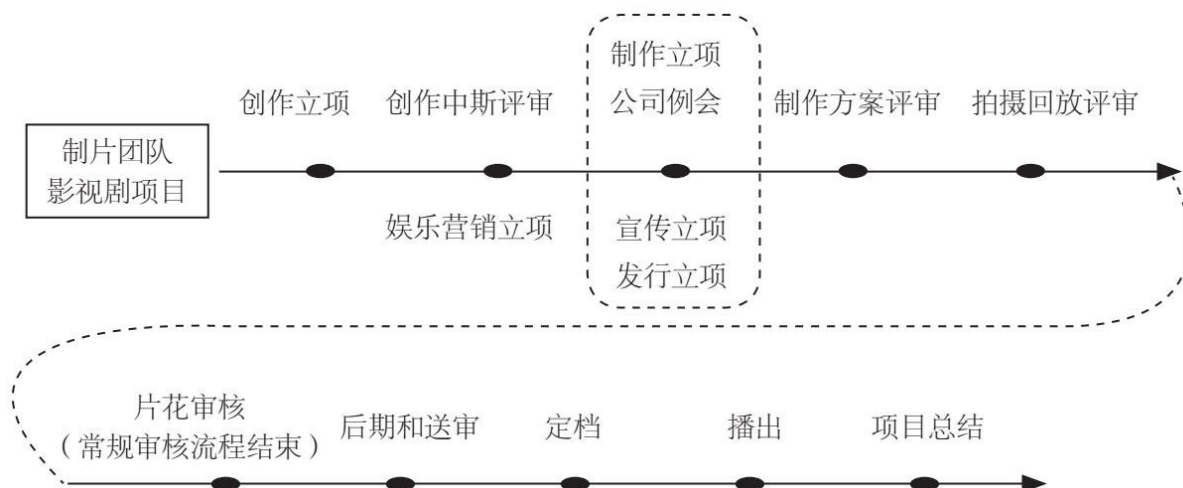 制作立项
公司例会
创作立项
创作中斯评审
制作方案评审
拍摄回放评审
制片团队
影视剧项目
娱乐营销立项
宣传立项
发行立项
片花审核
（常规审核流程结束）
后期和送审
定档
播出
项目总结